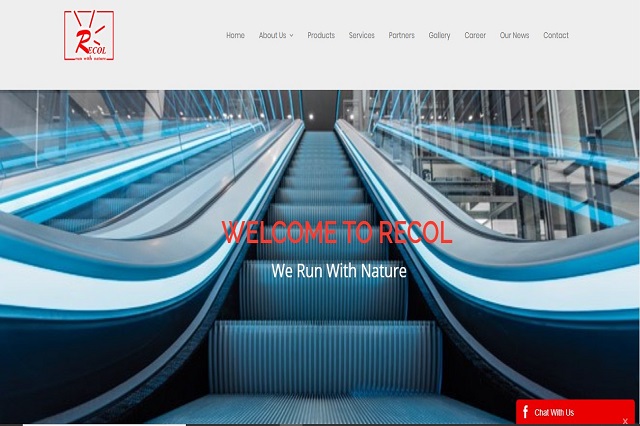 RECOL
run with nature
Home About Us Products Services Partners Gallery Career Our News Contact
WELCOME TO RECOL
We Run With Nature
f Chat With Us
x